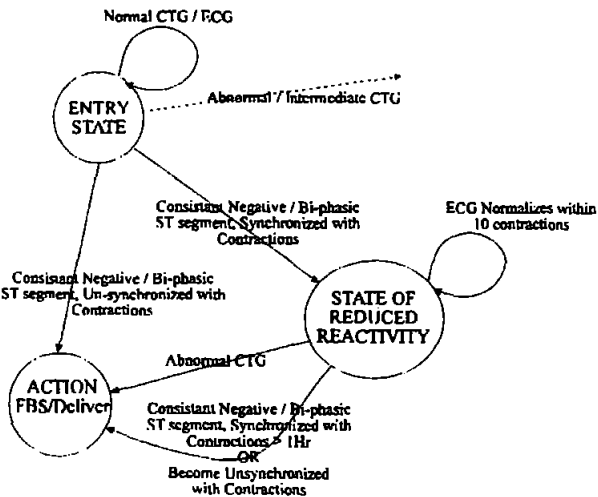 Normal CTG / ECG
ENTRY
STATE
Abnormal / Intermediate CTG
Consistant Negative / Bi-phasic
ST segment, Synchronized with
Contractions
ECG Normalizes within
10 contractions
Consistant Negative / Bi-phasic
ST segment, Un-synchronized with
Contractions
STATE OF
REDUCED
REACTIVITY
Abnormal CTG
ACTION
FBS/Deliver
Consistant Negative / Bi-phasic
ST segment, Synchronized with
Contractions > 1Hr
OR
Become Unsynchronized
with Contractions